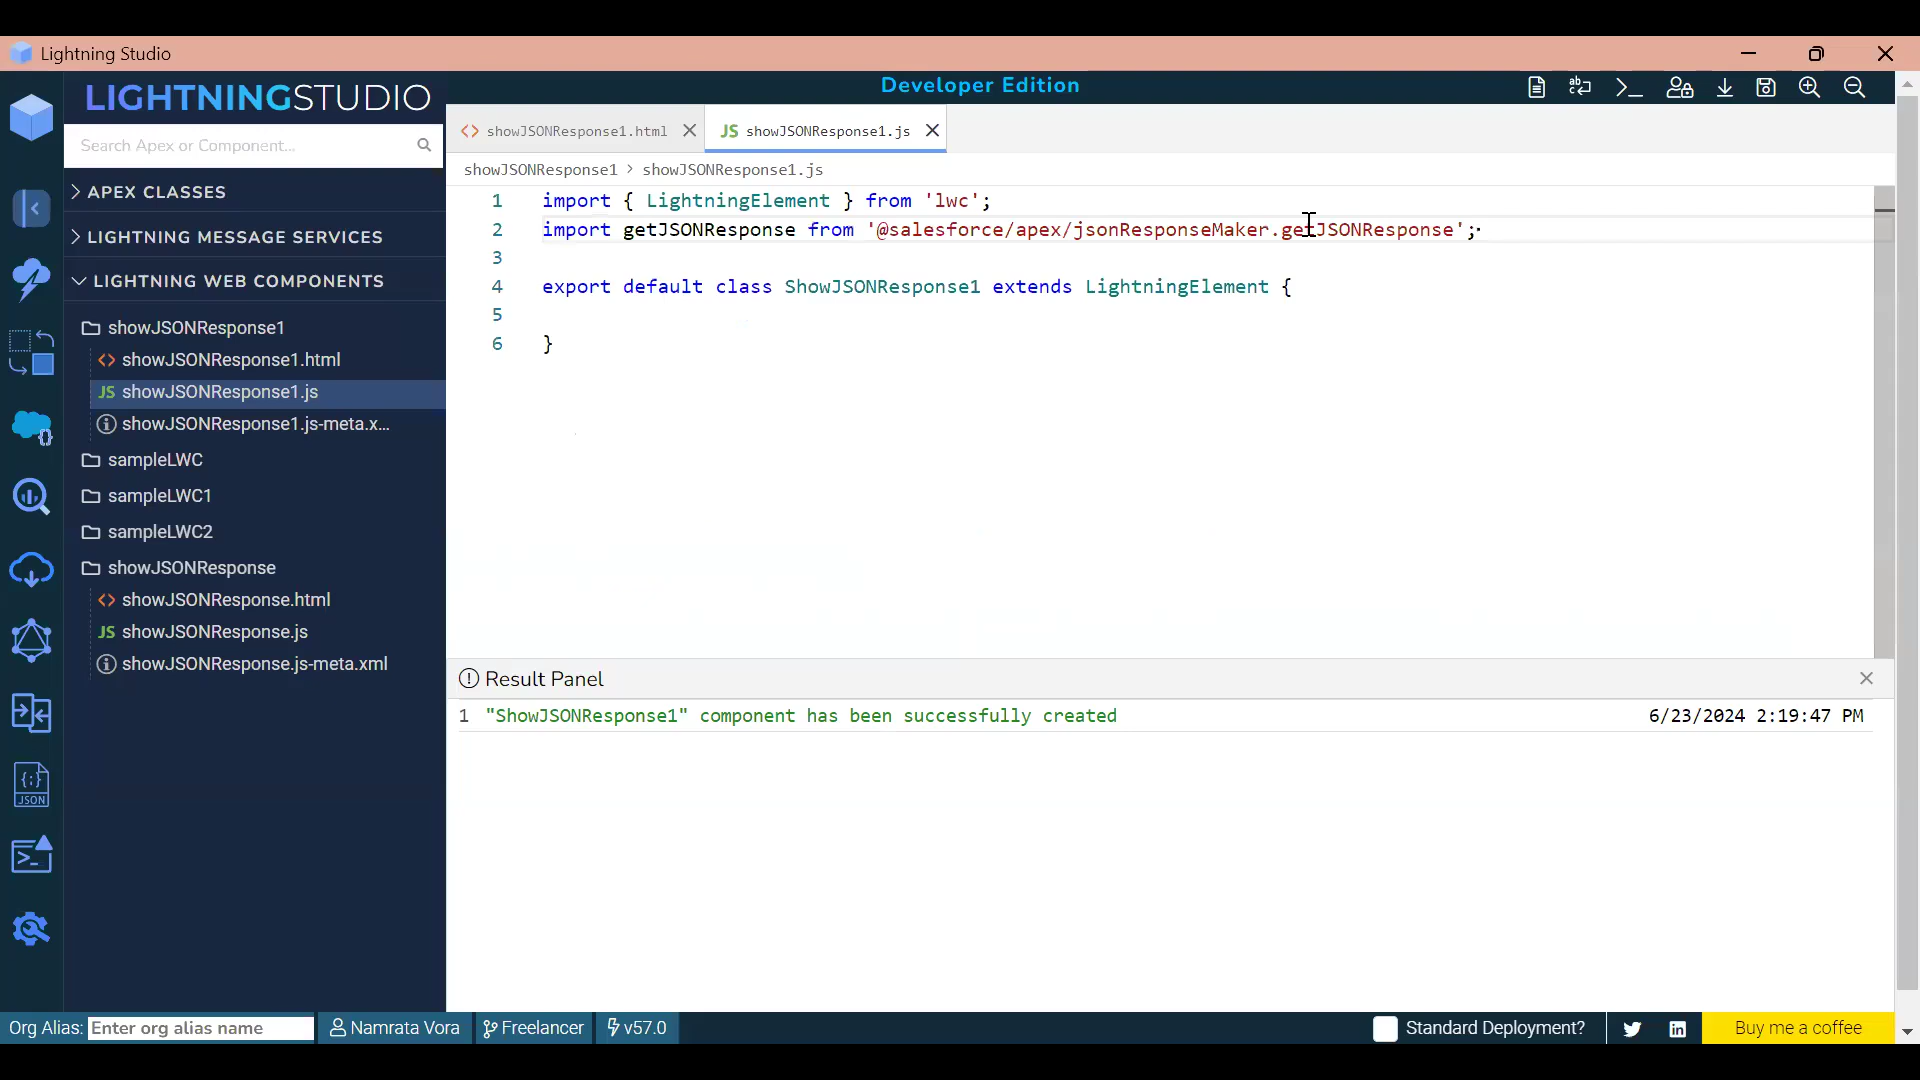 Lightning Studio
LIGHTNINGSTUDIO
Developer Edition
Search Apex or Component...
APEX CLASSES
LIGHTNING MESSAGE SERVICES
LIGHTNING WEB COMPONENTS
showJSONResponse1
<> showJSONResponse1.html
JS showJSONResponse1.js
showJSONResponse1.js-meta.x...
sampleLWC
sampleLWC1
sampleLWC2
showJSONResponse
<> showJSONResponse.html
JS showJSONResponse.js
showJSONResponse.js-meta.xml
{;}
JSON
<> showJSONResponse1.html
JS showJSONResponse1.js
showJSONResponse1 > showJSONResponse1.js
1 import { LightningElement } from 'lwc';
2 import getJSONResponse from '@salesforce/apex/jsonResponseMaker.getJSONResponse';
3
4 export default class ShowJSONResponse1 extends LightningElement {
5
6 }
Result Panel
1 "ShowJSONResponse1" component has been successfully created 6/23/2024 2:19:47 PM
Org Alias: Enter org alias name
Namrata Vora
Freelancer
v57.0
Standard Deployment?
Buy me a coffee